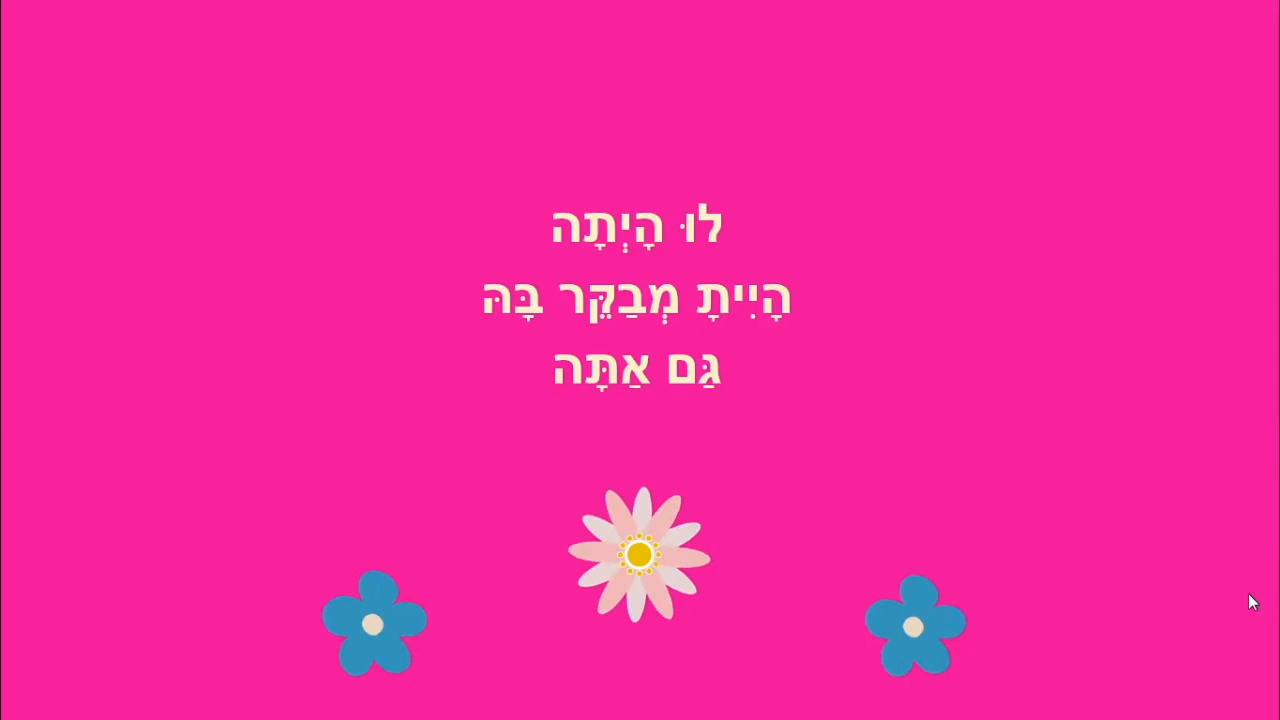 לוּ הָיְתָה
הָיִיתָ מְבַקֵּר בָּהּ
גַּם אַתָּה